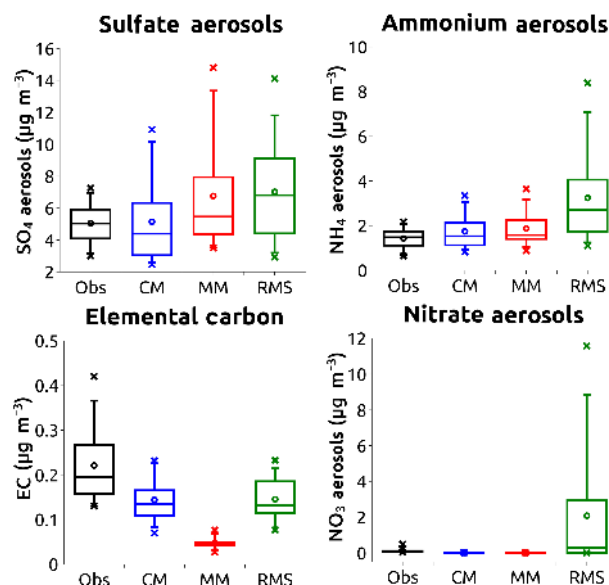 Sulfate aerosols
SO₄ aerosols (µg m⁻³)
16
14
12
10
8
6
4
2
Obs CM MM RMS
Ammonium aerosols
NH₄ aerosols (µg m⁻³)
10
8
6
4
2
0
Obs CM MM RMS
Elemental carbon
EC (µg m⁻³)
0.5
0.4
0.3
0.2
0.1
0
Obs CM MM RMS
Nitrate aerosols
NO₃ aerosols (µg m⁻³)
12
10
8
6
4
2
0
Obs CM MM RMS